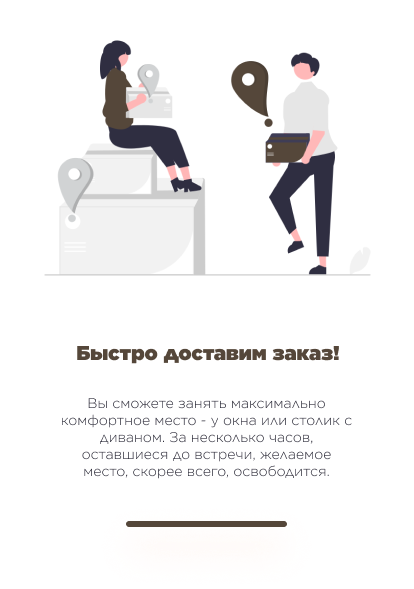 Быстро доставим заказ!
Вы сможете занять максимально
комфортное место - у окна или столик с
диваном. За несколько часов,
оставшиеся до встречи, желаемое
место, скорее всего, освободится.